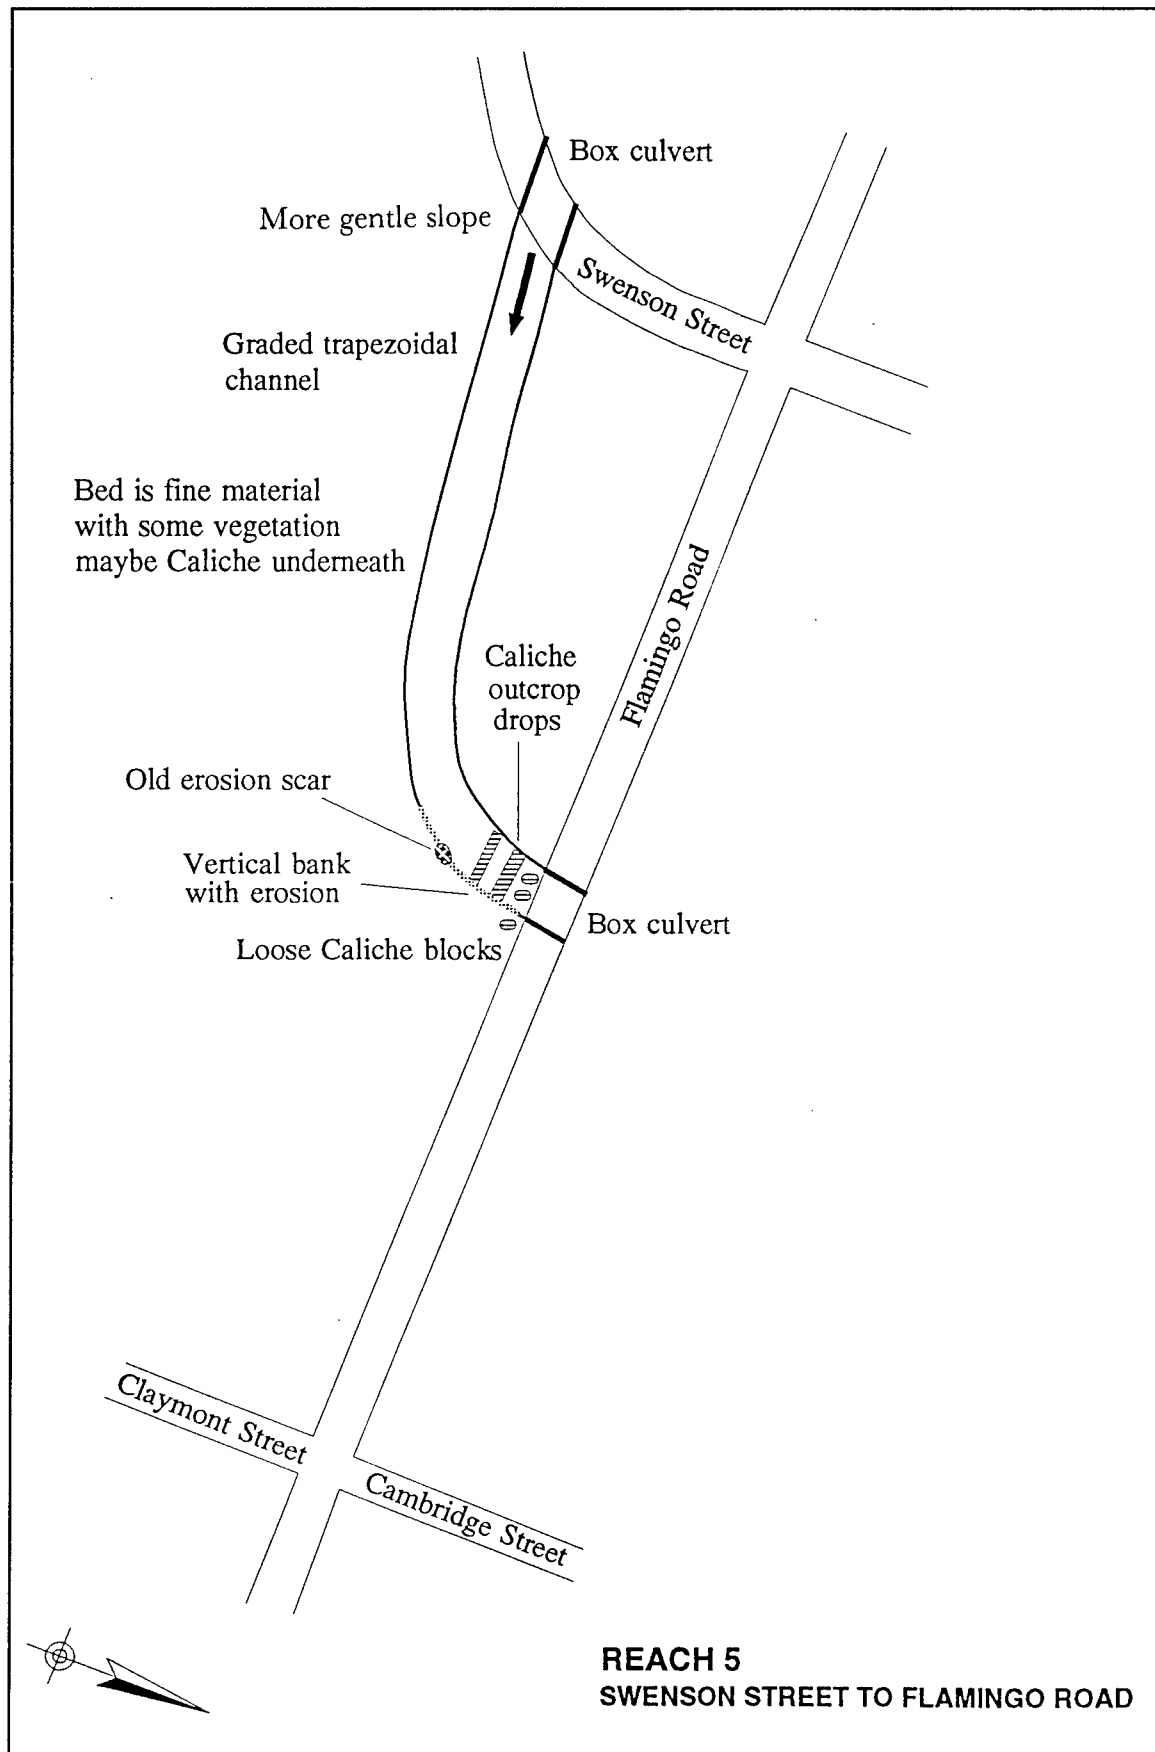 Box culvert
More gentle slope
Swenson Street
Graded trapezoidal
channel
Bed is fine material
with some vegetation
maybe Caliche underneath
Flamingo Road
Caliche
outcrop
drops
Old erosion scar
Vertical bank
with erosion
Box culvert
Loose Caliche blocks
Claymont Street
Cambridge Street
REACH 5
SWENSON STREET TO FLAMINGO ROAD